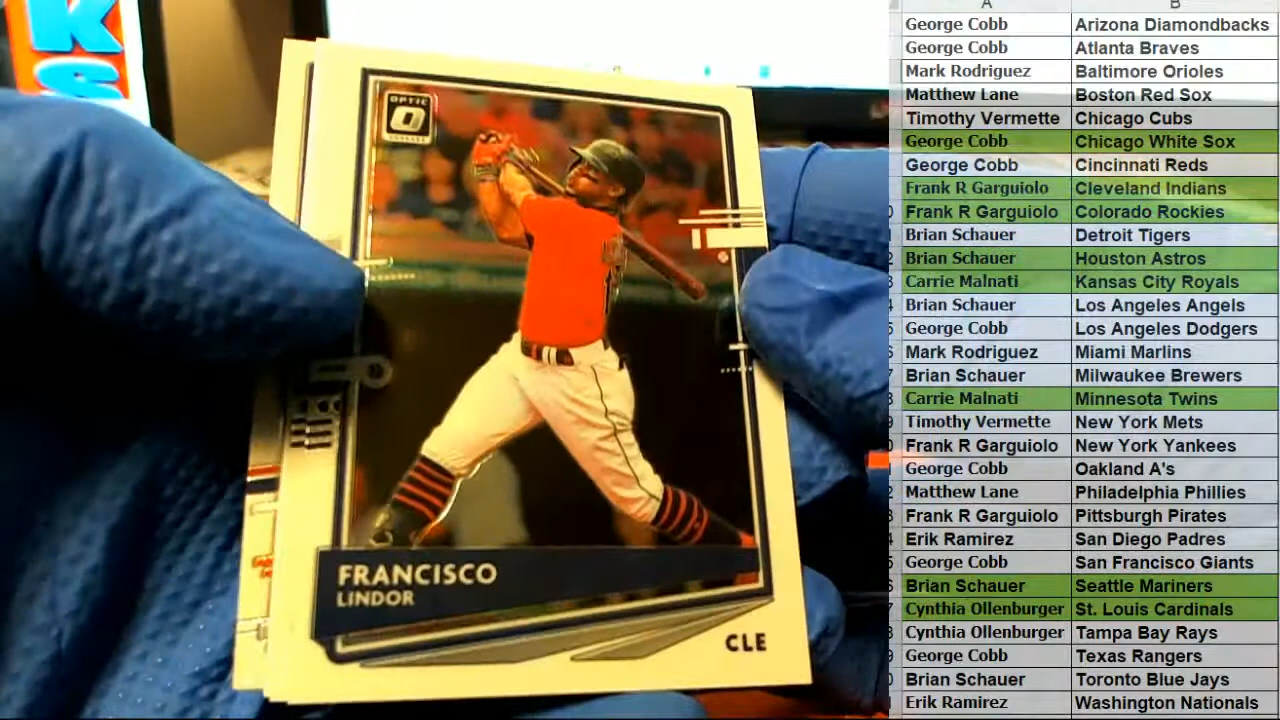 KS
OPTIC
FRANCISCO
LINDOR
CLE
A B
George Cobb Arizona Diamondbacks
George Cobb Atlanta Braves
Mark Rodriguez Baltimore Orioles
Matthew Lane Boston Red Sox
Timothy Vermette Chicago Cubs
George Cobb Chicago White Sox
George Cobb Cincinnati Reds
Frank R Garguiolo Cleveland Indians
Frank R Garguiolo Colorado Rockies
Brian Schauer Detroit Tigers
Brian Schauer Houston Astros
Carrie Malnati Kansas City Royals
Brian Schauer Los Angeles Angels
George Cobb Los Angeles Dodgers
Mark Rodriguez Miami Marlins
Brian Schauer Milwaukee Brewers
Carrie Malnati Minnesota Twins
Timothy Vermette New York Mets
Frank R Garguiolo New York Yankees
George Cobb Oakland A's
Matthew Lane Philadelphia Phillies
Frank R Garguiolo Pittsburgh Pirates
Erik Ramirez San Diego Padres
George Cobb San Francisco Giants
Brian Schauer Seattle Mariners
Cynthia Ollenburger St. Louis Cardinals
Cynthia Ollenburger Tampa Bay Rays
George Cobb Texas Rangers
Brian Schauer Toronto Blue Jays
Erik Ramirez Washington Nationals